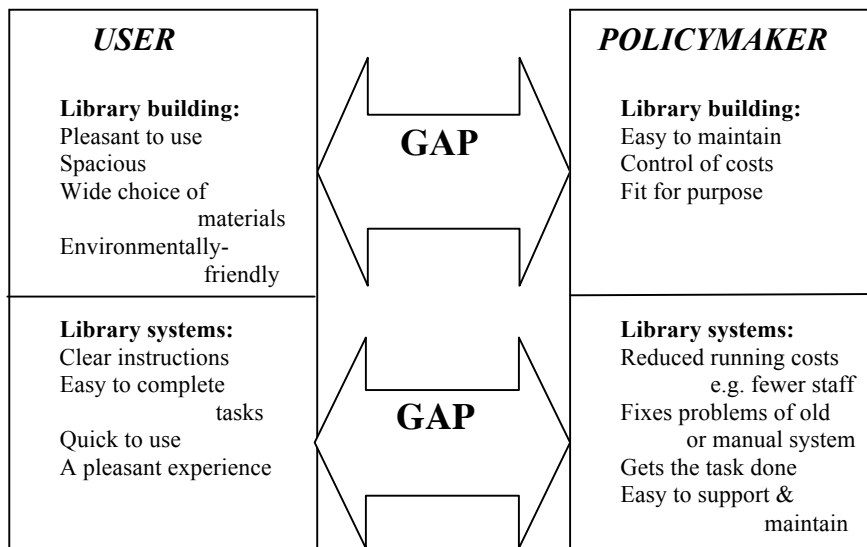 USER
Library building:
Pleasant to use
Spacious
Wide choice of
materials
Environmentally-
friendly
Library systems:
Clear instructions
Easy to complete
tasks
Quick to use
A pleasant experience
GAP
GAP
POLICYMAKER
Library building:
Easy to maintain
Control of costs
Fit for purpose
Library systems:
Reduced running costs
e.g. fewer staff
Fixes problems of old
or manual system
Gets the task done
Easy to support &
maintain